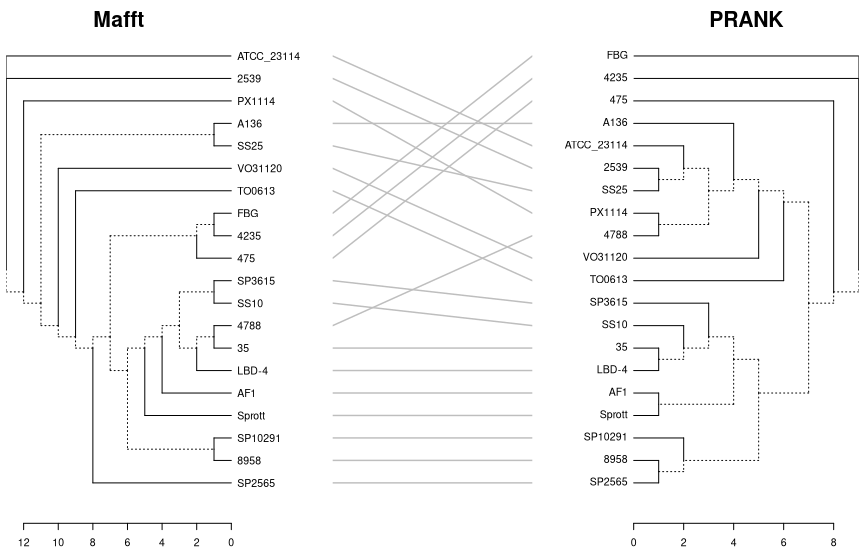 Mafft
PRANK
ATCC_23114
2539
PX1114
A136
SS25
VO31120
TO0613
FBG
4235
475
SP3615
SS10
4788
35
LBD-4
AF1
Sprott
SP10291
8958
SP2565
FBG
4235
475
A136
ATCC_23114
2539
SS25
PX1114
4788
VO31120
TO0613
SP3615
SS10
35
LBD-4
AF1
Sprott
SP10291
8958
SP2565
12 10 8 6 4 2 0
0 2 4 6 8